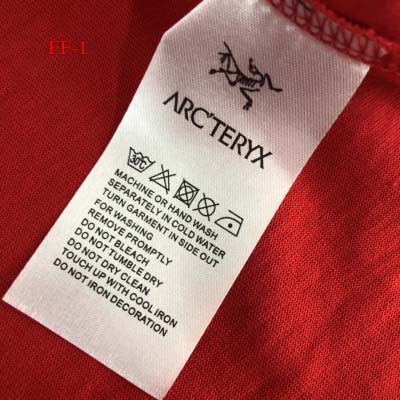 FF-1
ARC'TERYX
30°C
MACHINE OR HAND WASH
SEPARATELY IN COLD WATER
TURN GARMENT IN SIDE OUT
FOR WASHING
REMOVE PROMPTLY
DO NOT BLEACH
DO NOT TUMBLE DRY
DO NOT DRY CLEAN
TOUCH UP WITH COOL IRON
DO NOT IRON DECORATION